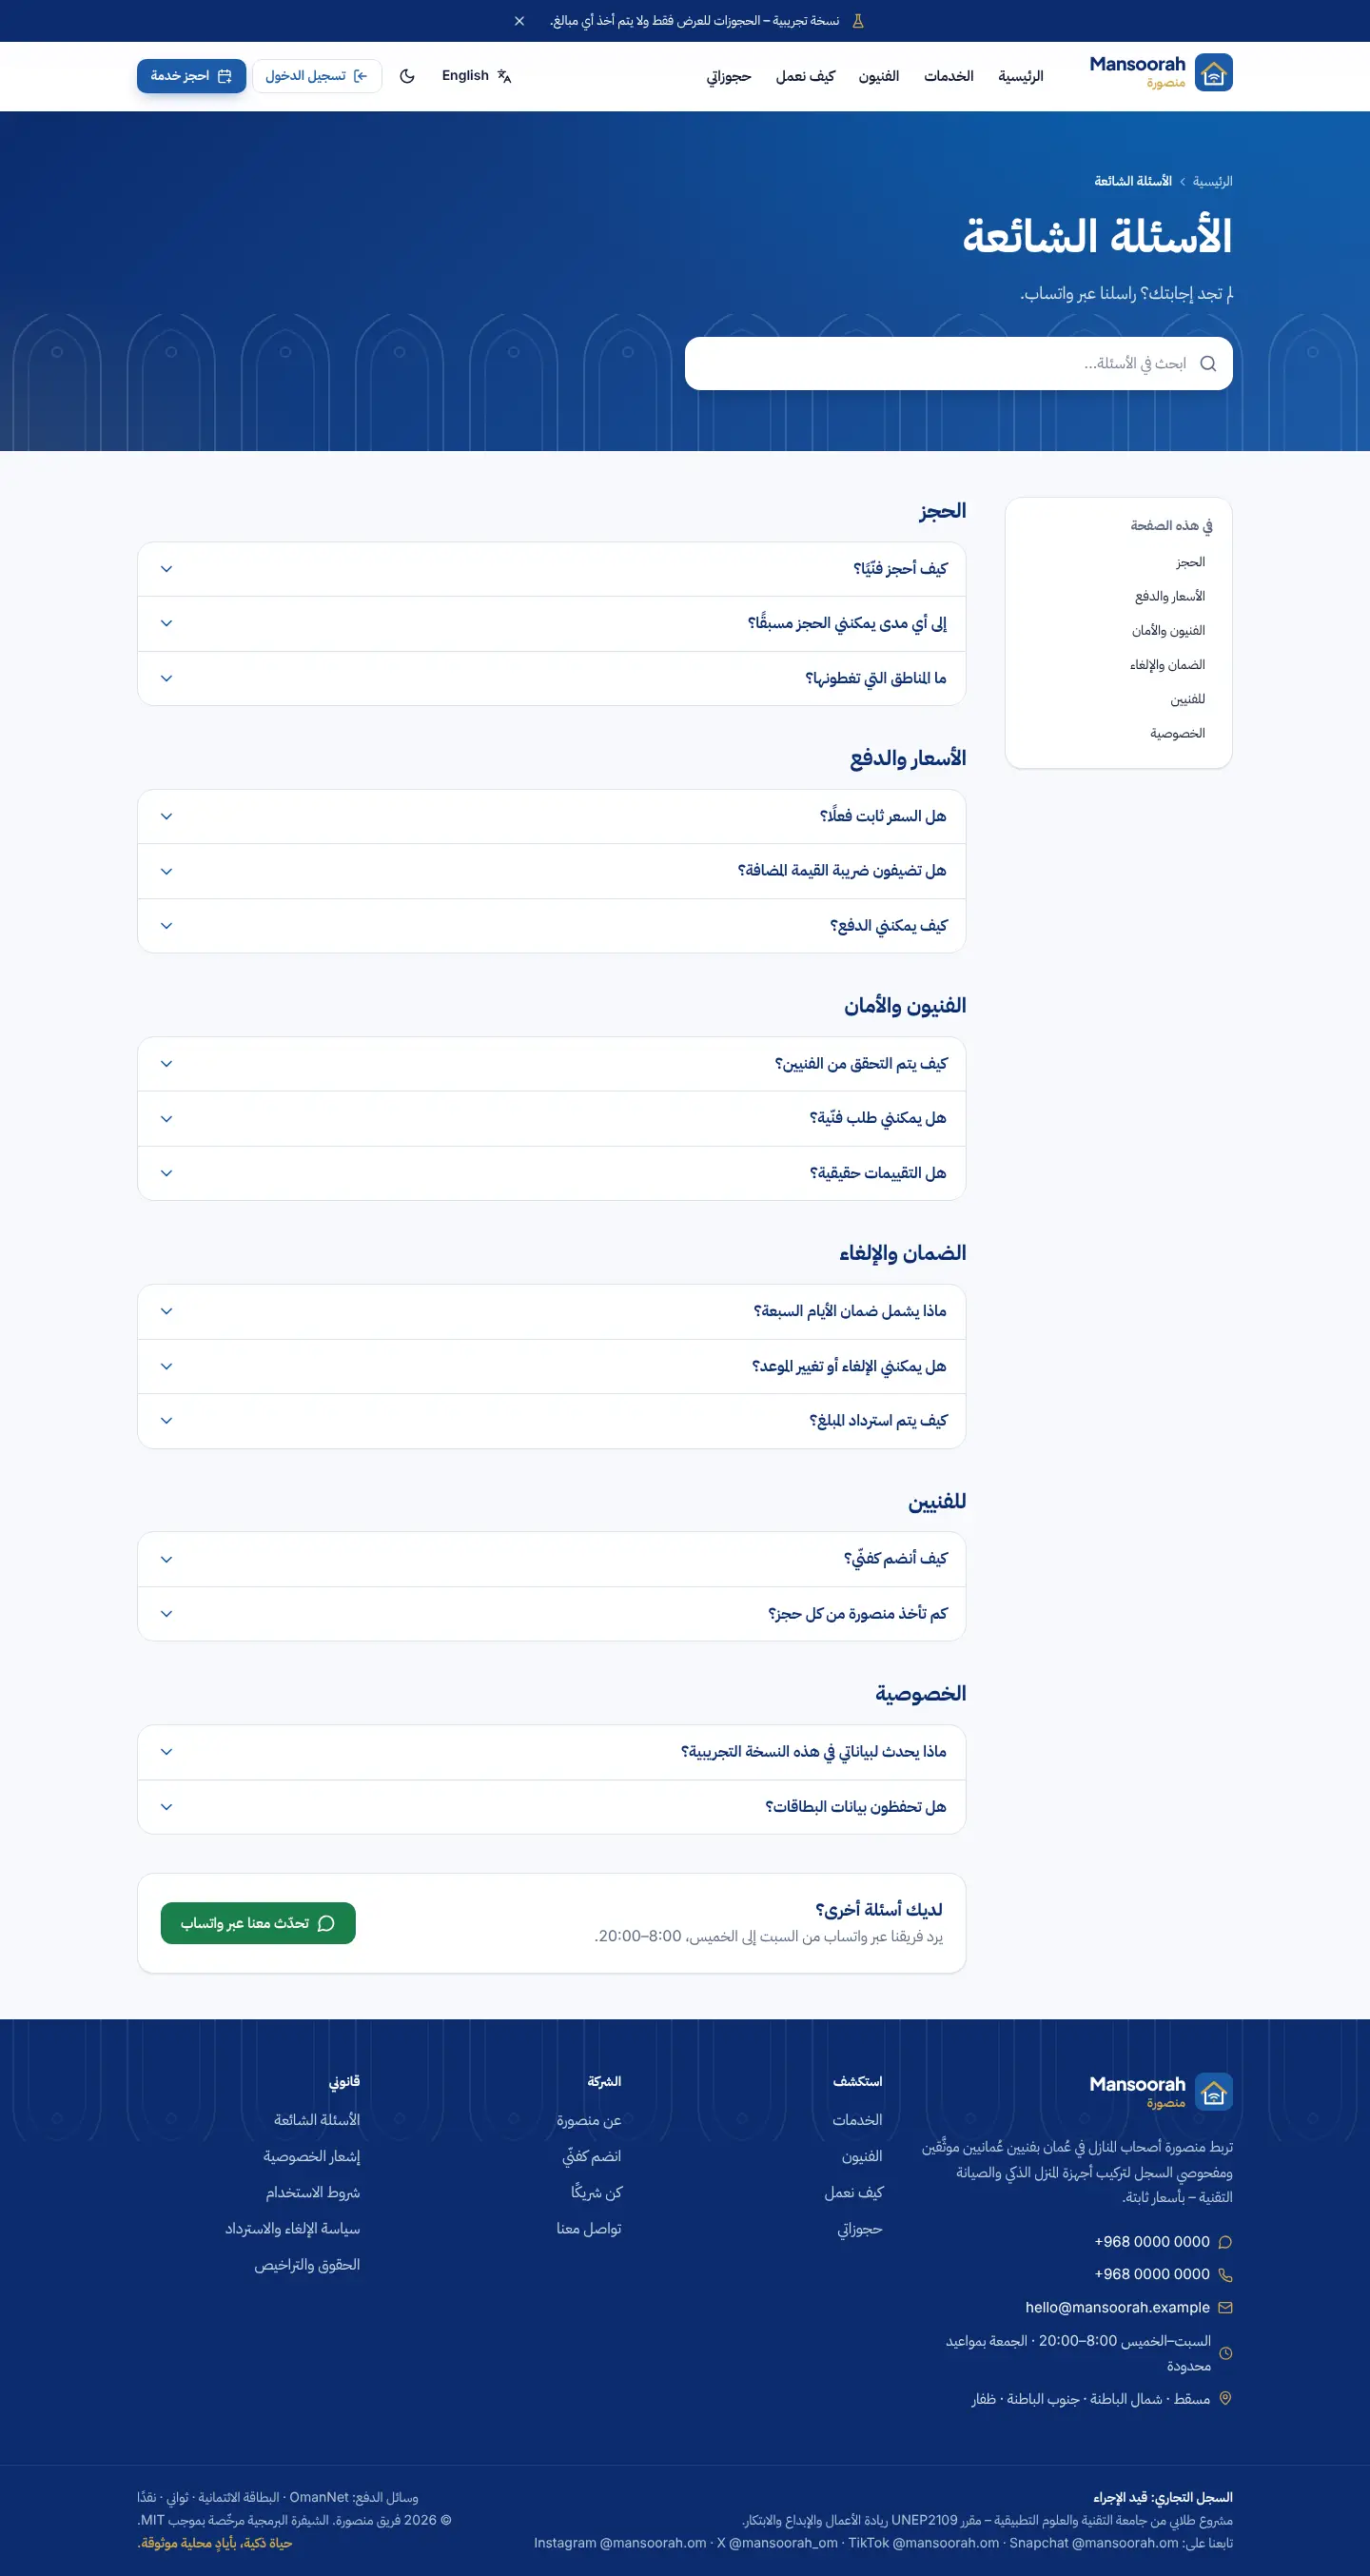 نسخة تجريبية – الحجوزات للعرض فقط ولا يتم أخذ أي مبالغ.
Mansoorah
منصورة
الرئيسية
الخدمات
الفنيون
كيف نعمل
حجوزاتي
English
تسجيل الدخول
احجز خدمة
الرئيسية › الأسئلة الشائعة
الأسئلة الشائعة
لم تجد إجابتك؟ راسلنا عبر واتساب.
ابحث في الأسئلة...
في هذه الصفحة
الحجز
الأسعار والدفع
الفنيون والأمان
الضمان والإلغاء
للفنيين
الخصوصية
الحجز
كيف أحجز فنّيًا؟
إلى أي مدى يمكنني الحجز مسبقًا؟
ما المناطق التي تغطونها؟
الأسعار والدفع
هل السعر ثابت فعلًا؟
هل تضيفون ضريبة القيمة المضافة؟
كيف يمكنني الدفع؟
الفنيون والأمان
كيف يتم التحقق من الفنيين؟
هل يمكنني طلب فنّية؟
هل التقييمات حقيقية؟
الضمان والإلغاء
ماذا يشمل ضمان الأيام السبعة؟
هل يمكنني الإلغاء أو تغيير الموعد؟
كيف يتم استرداد المبلغ؟
للفنيين
كيف أنضم كفنّي؟
كم تأخذ منصورة من كل حجز؟
الخصوصية
ماذا يحدث لبياناتي في هذه النسخة التجريبية؟
هل تحفظون بيانات البطاقات؟
لديك أسئلة أخرى؟
يرد فريقنا عبر واتساب من السبت إلى الخميس، 8:00–20:00.
تحدّث معنا عبر واتساب
Mansoorah
منصورة
تربط منصورة أصحاب المنازل في عُمان بفنيين عُمانيين موثَّقين
ومفحوصي السجل لتركيب أجهزة المنزل الذكي والصيانة
التقنية – بأسعار ثابتة.
+968 0000 0000
+968 0000 0000
hello@mansoorah.example
السبت–الخميس 8:00–20:00 · الجمعة بمواعيد
محدودة
مسقط · شمال الباطنة · جنوب الباطنة · ظفار
استكشف
الخدمات
الفنيون
كيف نعمل
حجوزاتي
الشركة
عن منصورة
انضم كفنّي
كن شريكًا
تواصل معنا
قانوني
الأسئلة الشائعة
إشعار الخصوصية
شروط الاستخدام
سياسة الإلغاء والاسترداد
الحقوق والتراخيص
السجل التجاري: قيد الإجراء
مشروع طلابي من جامعة التقنية والعلوم التطبيقية – مقرر UNEP2109 ريادة الأعمال والإبداع والابتكار.
تابعنا على: Instagram @mansoorah.om · X @mansoorah_om · TikTok @mansoorah.om · Snapchat @mansoorah.om
وسائل الدفع: OmanNet · البطاقة الائتمانية · ثواني · نقدًا
© 2026 فريق منصورة. الشيفرة البرمجية مرخّصة بموجب MIT.
حياة ذكية، بأيادٍ محلية موثوقة.